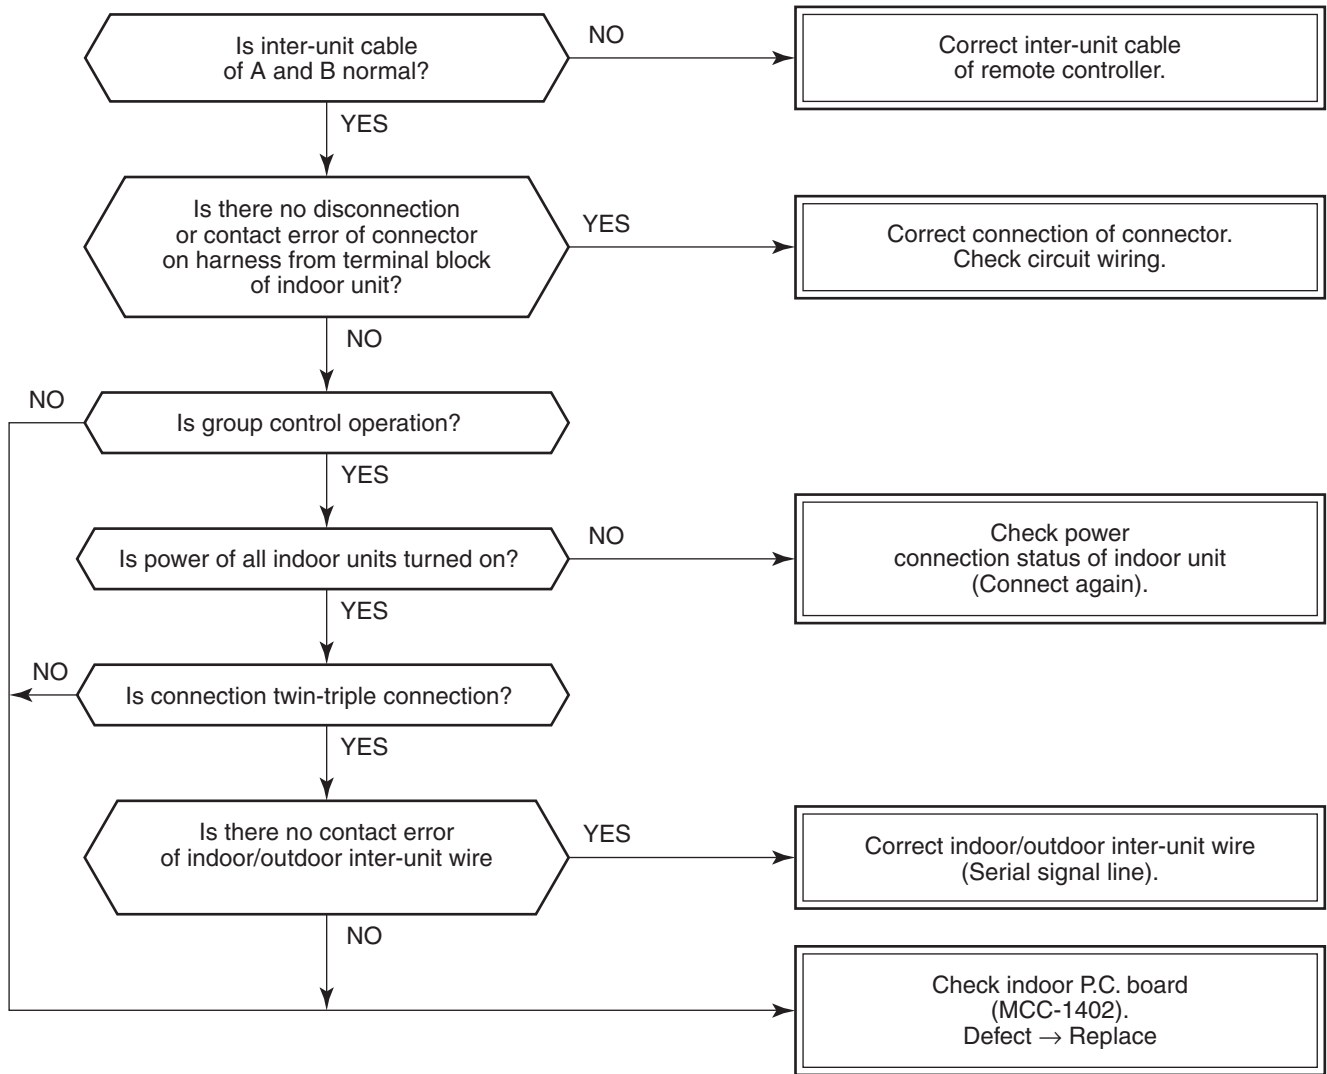 Is inter-unit cable
of A and B normal?
NO
Correct inter-unit cable
of remote controller.
YES
Is there no disconnection
or contact error of connector
on harness from terminal block
of indoor unit?
YES
Correct connection of connector.
Check circuit wiring.
NO
NO
Is group control operation?
YES
Is power of all indoor units turned on?
NO
Check power
connection status of indoor unit
(Connect again).
YES
NO
Is connection twin-triple connection?
YES
Is there no contact error
of indoor/outdoor inter-unit wire
YES
Correct indoor/outdoor inter-unit wire
(Serial signal line).
NO
Check indoor P.C. board
(MCC-1402).
Defect → Replace